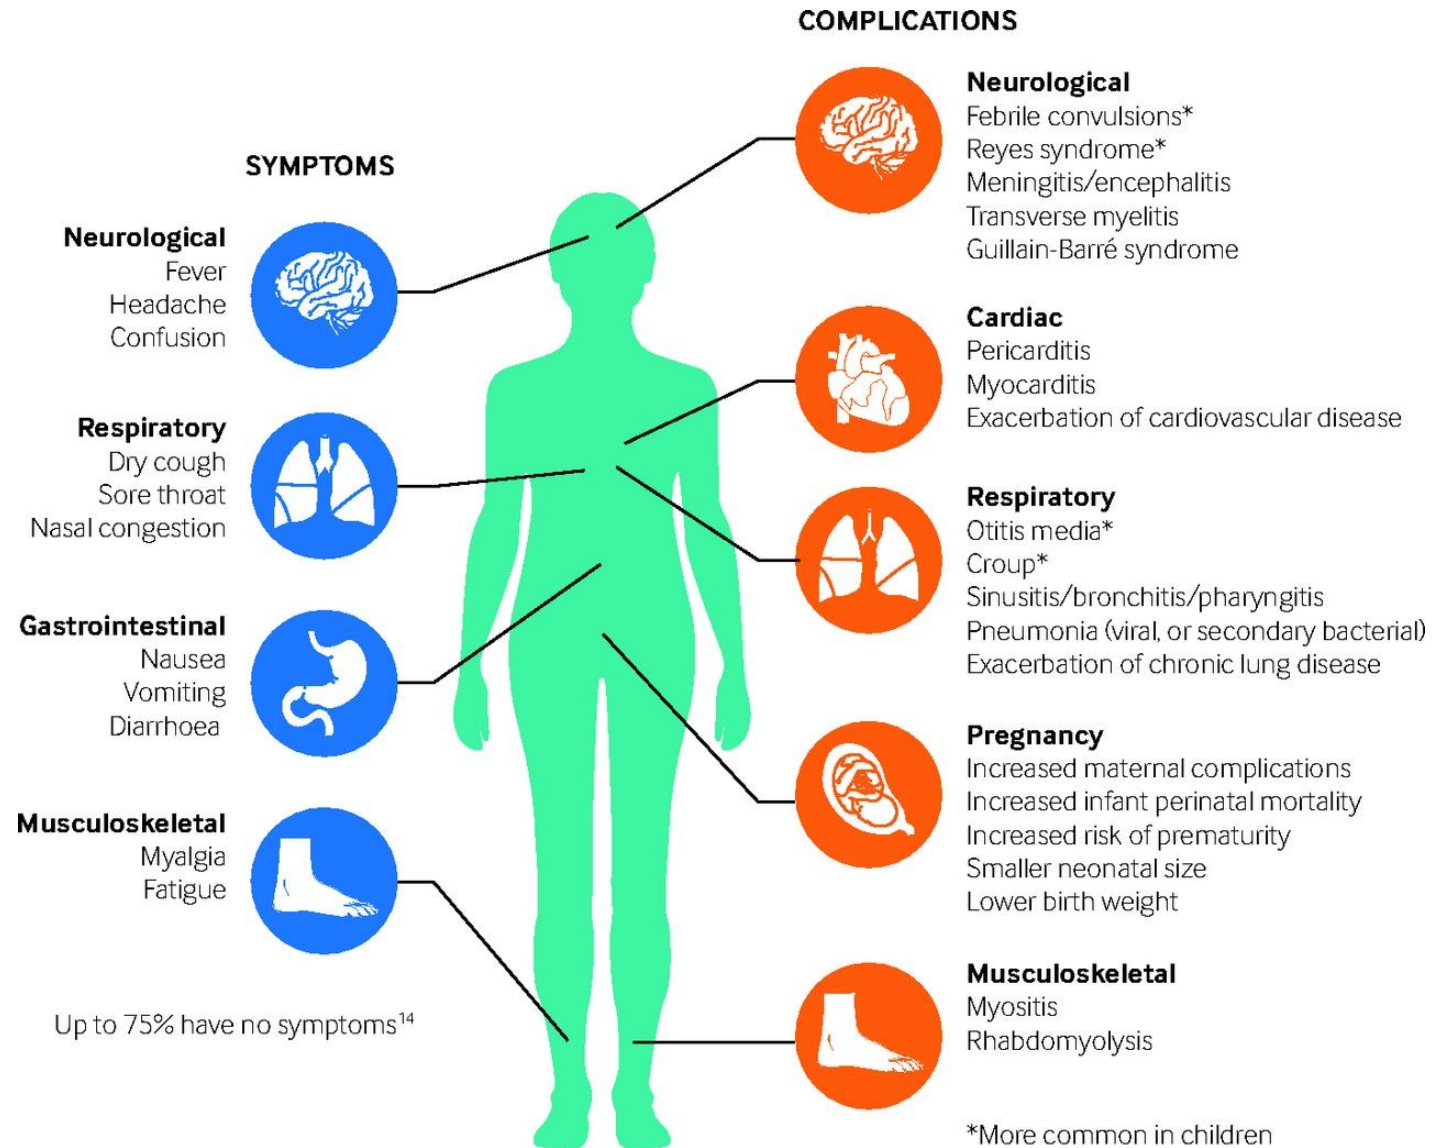 SYMPTOMS
Neurological
Fever
Headache
Confusion
Respiratory
Dry cough
Sore throat
Nasal congestion
Gastrointestinal
Nausea
Vomiting
Diarrhoea
Musculoskeletal
Myalgia
Fatigue
Up to 75% have no symptoms¹⁴
COMPLICATIONS
Neurological
Febrile convulsions*
Reyes syndrome*
Meningitis/encephalitis
Transverse myelitis
Guillain-Barré syndrome
Cardiac
Pericarditis
Myocarditis
Exacerbation of cardiovascular disease
Respiratory
Otitis media*
Croup*
Sinusitis/bronchitis/pharyngitis
Pneumonia (viral, or secondary bacterial)
Exacerbation of chronic lung disease
Pregnancy
Increased maternal complications
Increased infant perinatal mortality
Increased risk of prematurity
Smaller neonatal size
Lower birth weight
Musculoskeletal
Myositis
Rhabdomyolysis
*More common in children